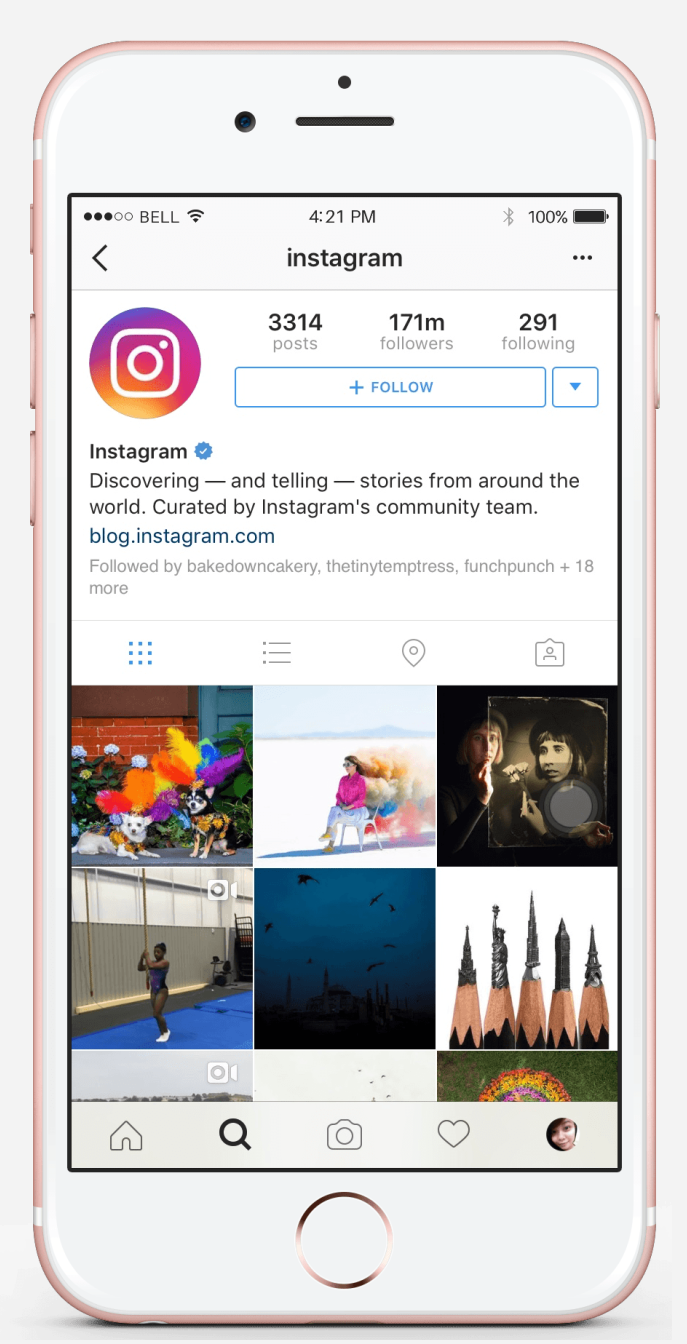 BELL 4:21 PM 100%
instagram
3314 171m 291
posts followers following
+ FOLLOW
Instagram
Discovering — and telling — stories from around the
world. Curated by Instagram's community team.
blog.instagram.com
Followed by bakedowncakery, thetinytemptress, funchpunch + 18
more